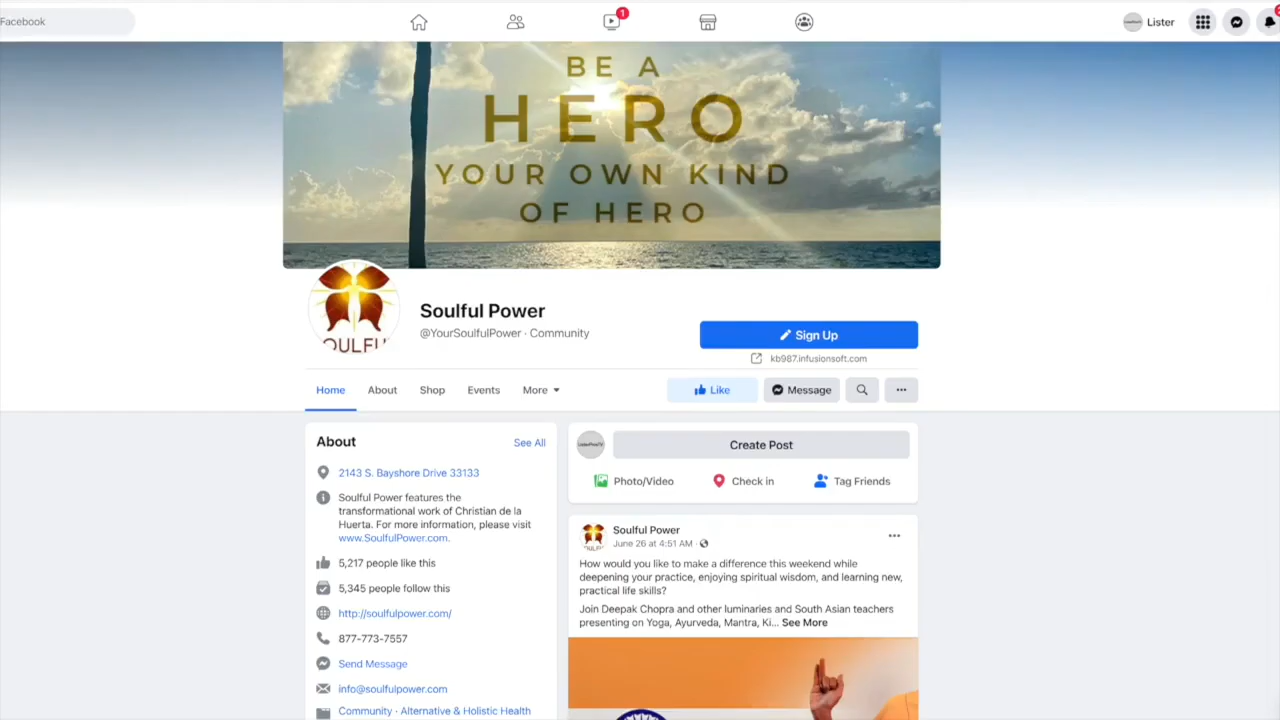 Facebook
1
Lister
2
BE A
HERO
YOUR OWN KIND
OF HERO
OULFU
Soulful Power
@YourSoulfulPower · Community
Sign Up
kb987.infusionsoft.com
Home
About
Shop
Events
More
Like
Message
About
See All
2143 S. Bayshore Drive 33133
Soulful Power features the
transformational work of Christian de la
Huerta. For more information, please visit
www.SoulfulPower.com.
5,217 people like this
5,345 people follow this
http://soulfulpower.com/
877-773-7557
Send Message
info@soulfulpower.com
Community · Alternative & Holistic Health
Create Post
Photo/Video
Check in
Tag Friends
Soulful Power
June 26 at 4:51 AM ·
How would you like to make a difference this weekend while
deepening your practice, enjoying spiritual wisdom, and learning new,
practical life skills?
Join Deepak Chopra and other luminaries and South Asian teachers
presenting on Yoga, Ayurveda, Mantra, Ki... See More